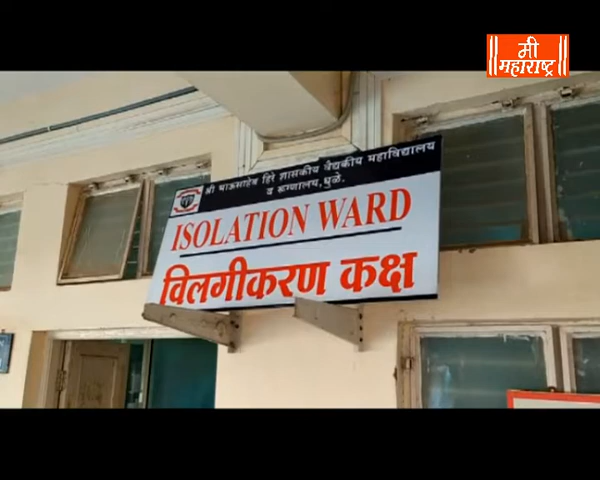 मी
महाराष्ट्र
श्री भाऊसाहेब हिरे शासकीय वैद्यकीय महाविद्यालय
व रुग्णालय, धुळे.
ISOLATION WARD
विलगीकरण कक्ष